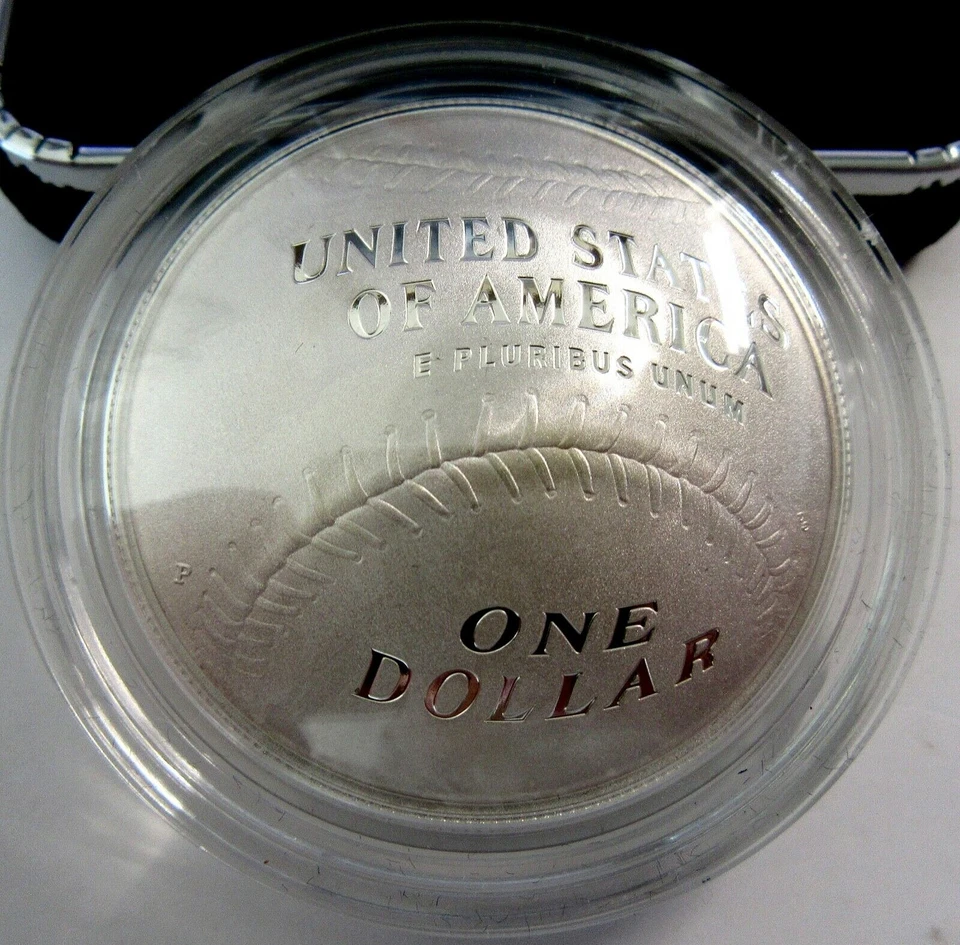 UNITED STATES
OF AMERICA
E PLURIBUS UNUM
P
ONE
DOLLAR